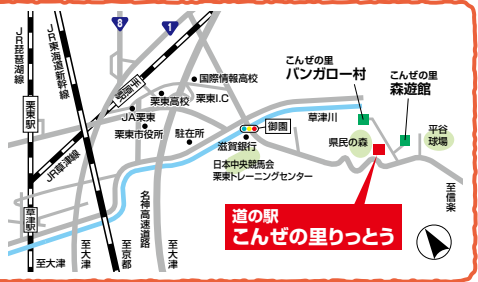 JR琵琶湖線
JR東海道新幹線
8
1
栗東駅
手原駅
国際情報高校
栗東高校
栗東I.C
JA栗東
栗東市役所
駐在所
JR草津線
草津駅
御園
滋賀銀行
日本中央競馬会
栗東トレーニングセンター
名神高速道路
こんぜの里
バンガロー村
こんぜの里
森遊館
草津川
県民の森
平谷
球場
至信楽
道の駅
こんぜの里りっとう
至大津
至大津
至京都
至大津